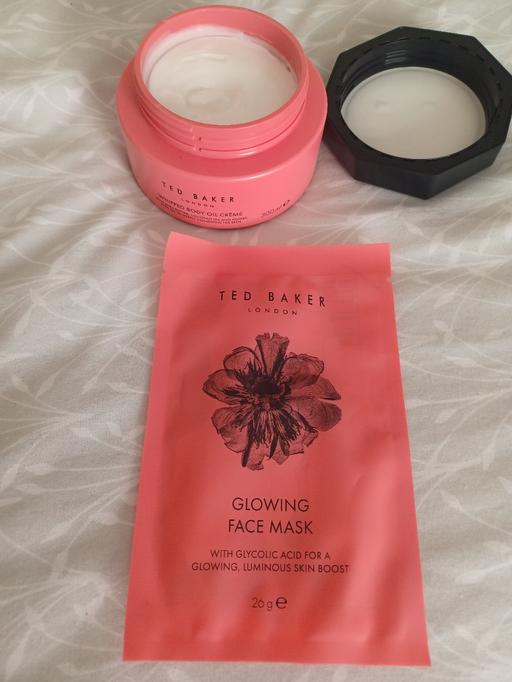 TED BAKER
LONDON
WHIPPED BODY OIL CRÈME
200ml e
TED BAKER
LONDON
GLOWING
FACE MASK
WITH GLYCOLIC ACID FOR A
GLOWING, LUMINOUS SKIN BOOST
26g e